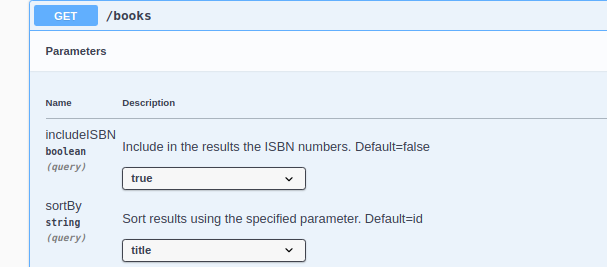 GET /books
Parameters
Name Description
includeISBN
boolean
(query)
Include in the results the ISBN numbers. Default=false
true
sortBy
string
(query)
Sort results using the specified parameter. Default=id
title